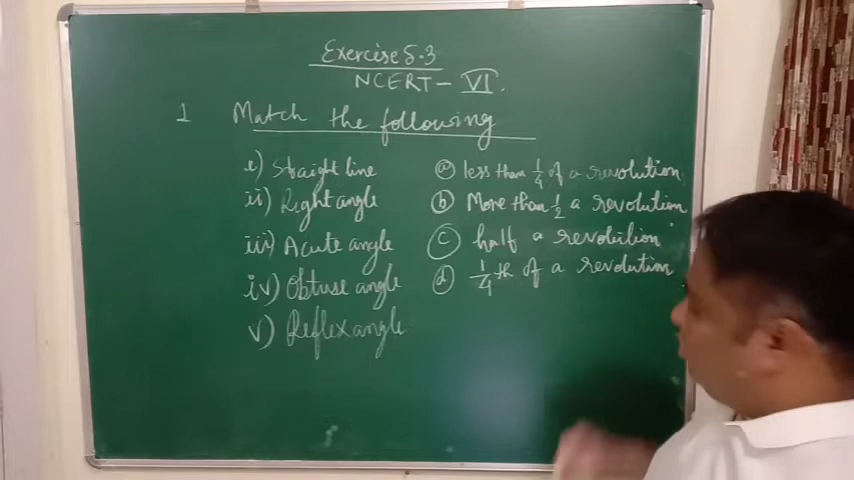 Exercise 5.3
NCERT - VI.
1 Match the following
i) Straight line (a) less than 1/4 of a revolution
ii) Right angle (b) More than 1/2 a revolution
iii) Acute angle (c) half a revolution
iv) Obtuse angle (d) 1/4 th of a revolution
v) Reflex angle